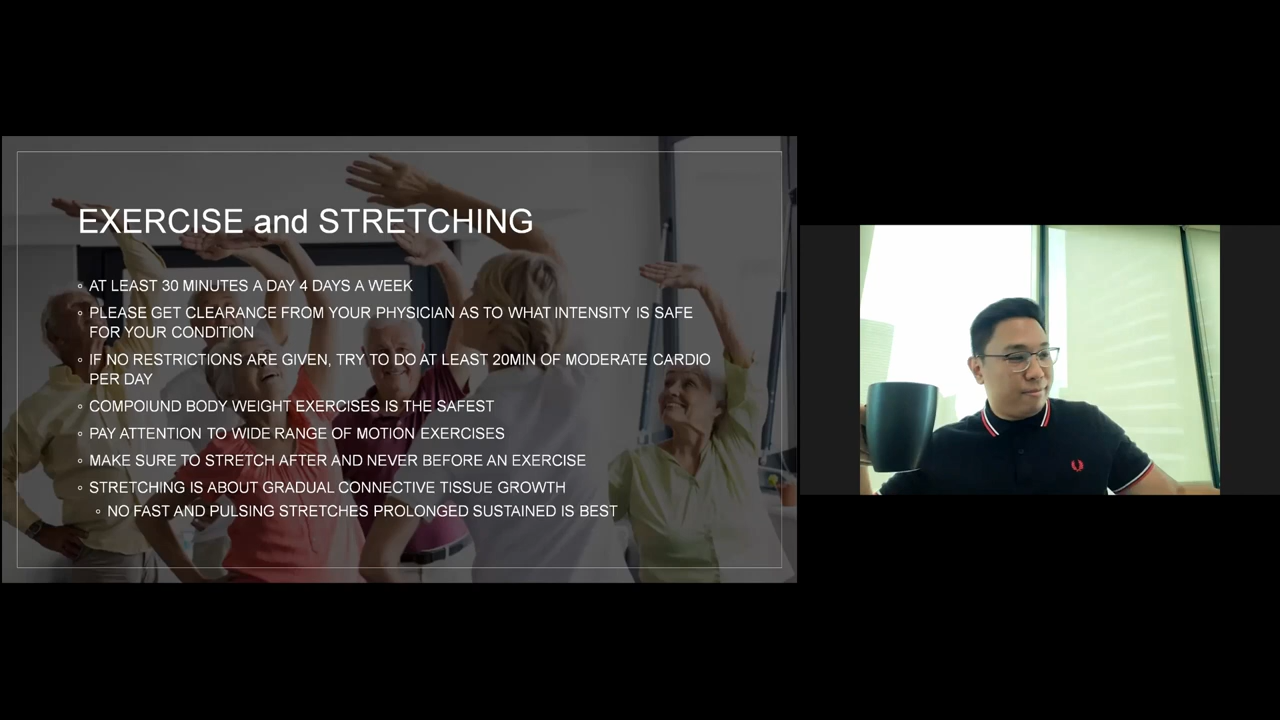 EXERCISE and STRETCHING
◦ AT LEAST 30 MINUTES A DAY 4 DAYS A WEEK
◦ PLEASE GET CLEARANCE FROM YOUR PHYSICIAN AS TO WHAT INTENSITY IS SAFE
FOR YOUR CONDITION
◦ IF NO RESTRICTIONS ARE GIVEN, TRY TO DO AT LEAST 20MIN OF MODERATE CARDIO
PER DAY
◦ COMPOIUND BODY WEIGHT EXERCISES IS THE SAFEST
◦ PAY ATTENTION TO WIDE RANGE OF MOTION EXERCISES
◦ MAKE SURE TO STRETCH AFTER AND NEVER BEFORE AN EXERCISE
◦ STRETCHING IS ABOUT GRADUAL CONNECTIVE TISSUE GROWTH
◦ NO FAST AND PULSING STRETCHES PROLONGED SUSTAINED IS BEST